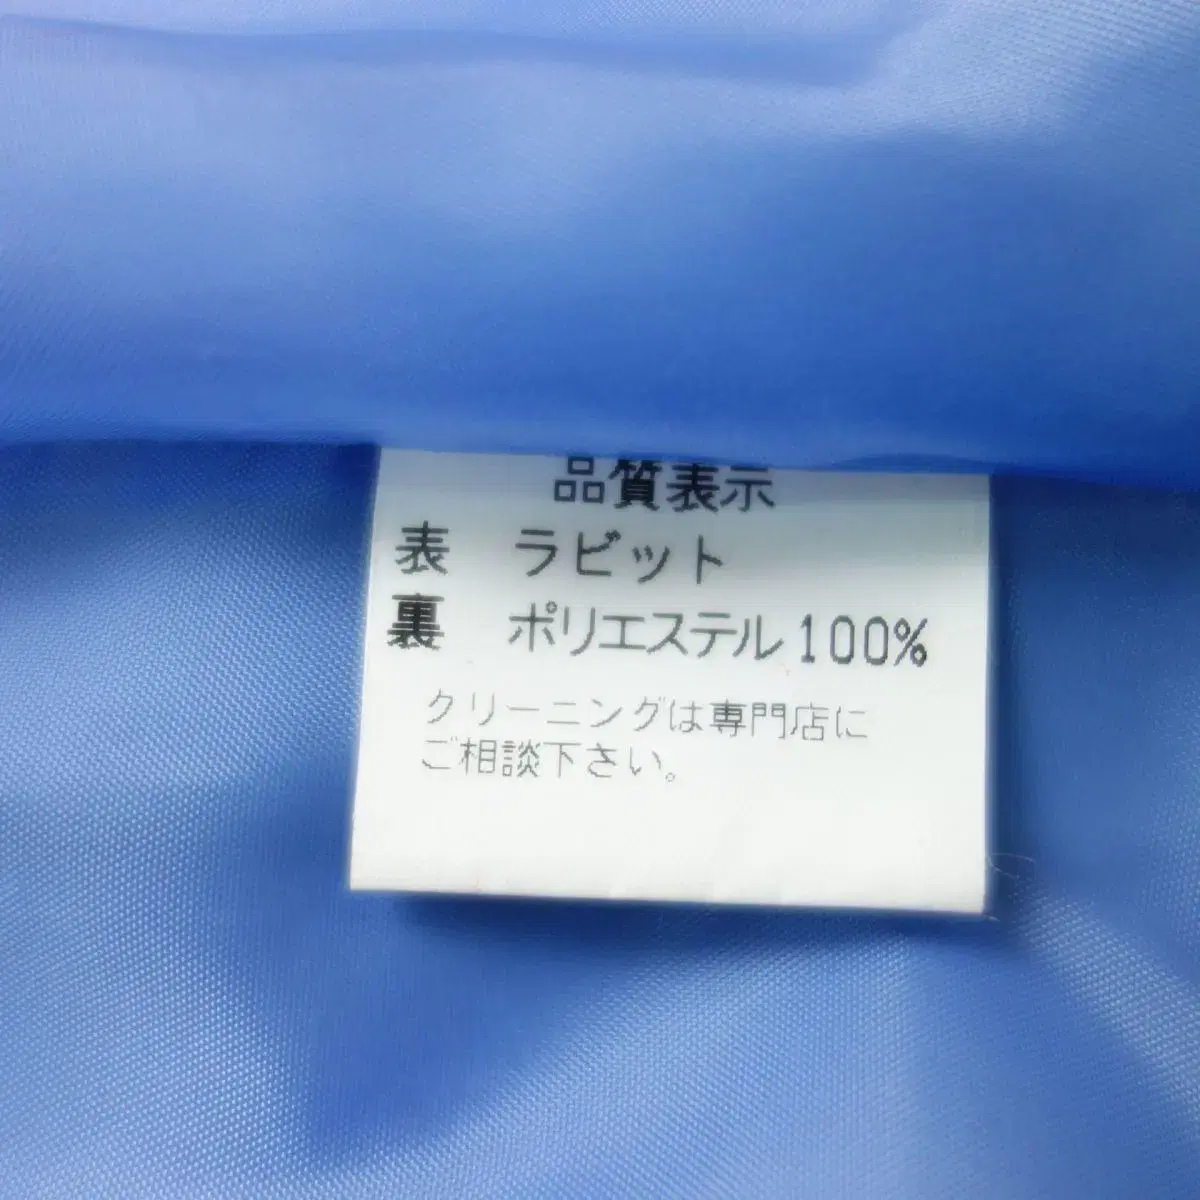 品質表示
表 ラビット
裏 ポリエステル100%
クリーニングは専門店に
ご相談下さい。